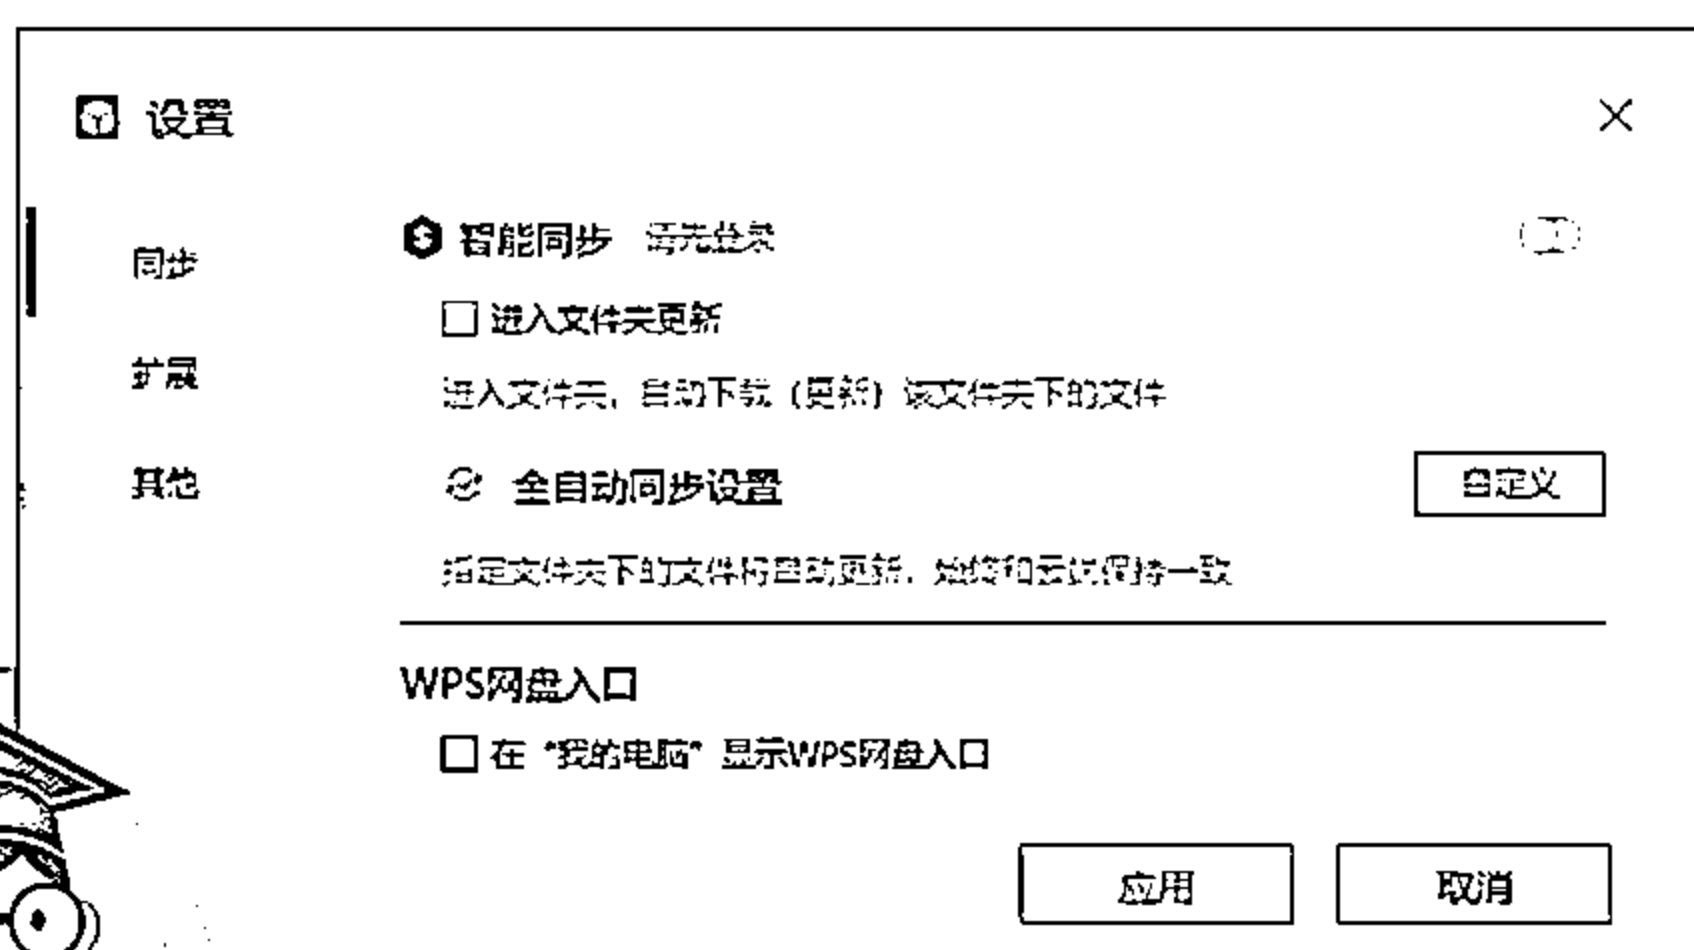 设置
同步
扩展
其他
智能同步 请先登录
进入文件夹更新
进入文件夹，自动下载（更新）该文件夹下的文件
全自动同步设置
自定义
指定文件夹下的文件将自动更新，始终和云端保持一致
WPS网盘入口
在“我的电脑”显示WPS网盘入口
应用
取消